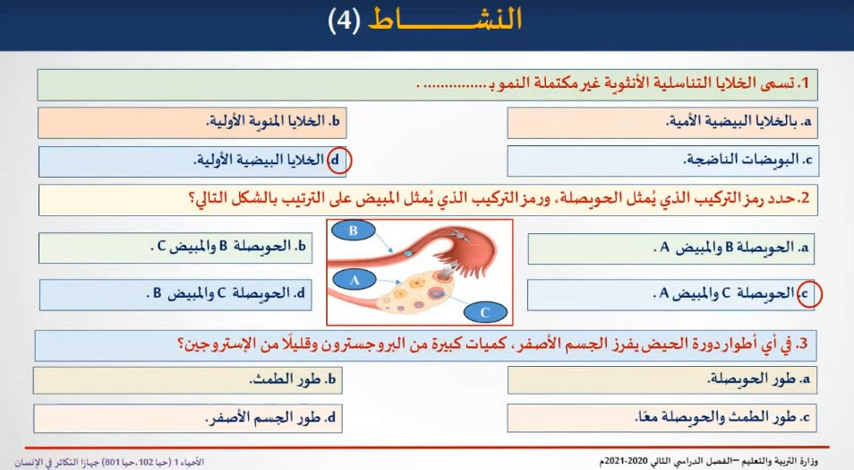 النشــــــــــاط (4)
1. تسمى الخلايا التناسلية الأنثوية غير مكتملة النمو بـ............... .
a. بالخلايا البيضية الأمية.
b. الخلايا المنوية الأولية.
c. البويضات الناضجة.
d. الخلايا البيضية الأولية.
2. حدد رمز التركيب الذي يُمثل الحويصلة، ورمز التركيب الذي يُمثل المبيض على الترتيب بالشكل التالي؟
a. الحويصلة B والمبيض A .
b. الحويصلة B والمبيض C .
B
A
C
c. الحويصلة C والمبيض A .
d. الحويصلة C والمبيض B .
3. في أي أطوار دورة الحيض يفرز الجسم الأصفر، كميات كبيرة من البروجسترون وقليلًا من الإستروجين؟
a. طور الحويصلة.
b. طور الطمث.
c. طور الطمث والحويصلة معًا.
d. طور الجسم الأصفر.
وزارة التربية والتعليم –الفصل الدراسي الثاني 2020-2021م
الأحياء 1 (حيا 102، حيا 801) جهازا التكاثر في الإنسان